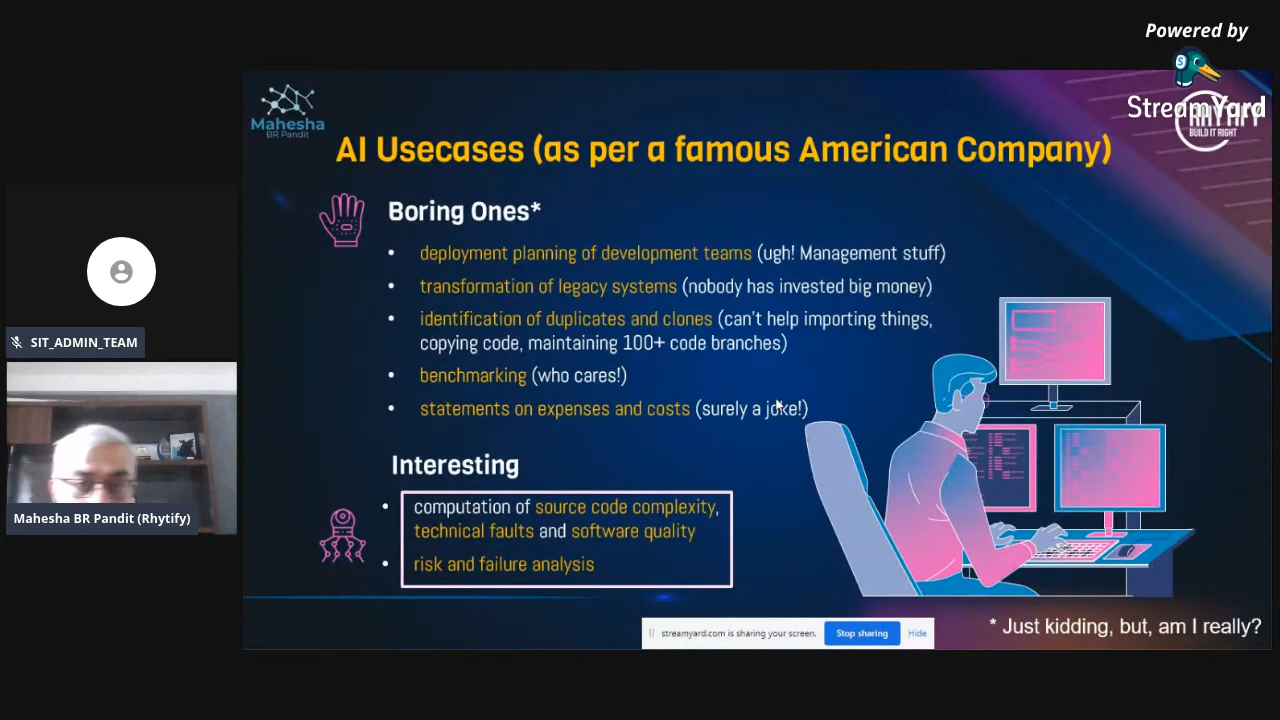 Powered by
StreamYard
Mahesha
BR Pandit
BUILD IT RIGHT
AI Usecases (as per a famous American Company)
Boring Ones*
• deployment planning of development teams (ugh! Management stuff)
• transformation of legacy systems (nobody has invested big money)
• identification of duplicates and clones (can't help importing things,
copying code, maintaining 100+ code branches)
• benchmarking (who cares!)
• statements on expenses and costs (surely a joke!)
Interesting
• computation of source code complexity,
technical faults and software quality
• risk and failure analysis
* Just kidding, but, am I really?
streamyard.com is sharing your screen.
Stop sharing
Hide
SIT_ADMIN_TEAM
Mahesha BR Pandit (Rhytify)